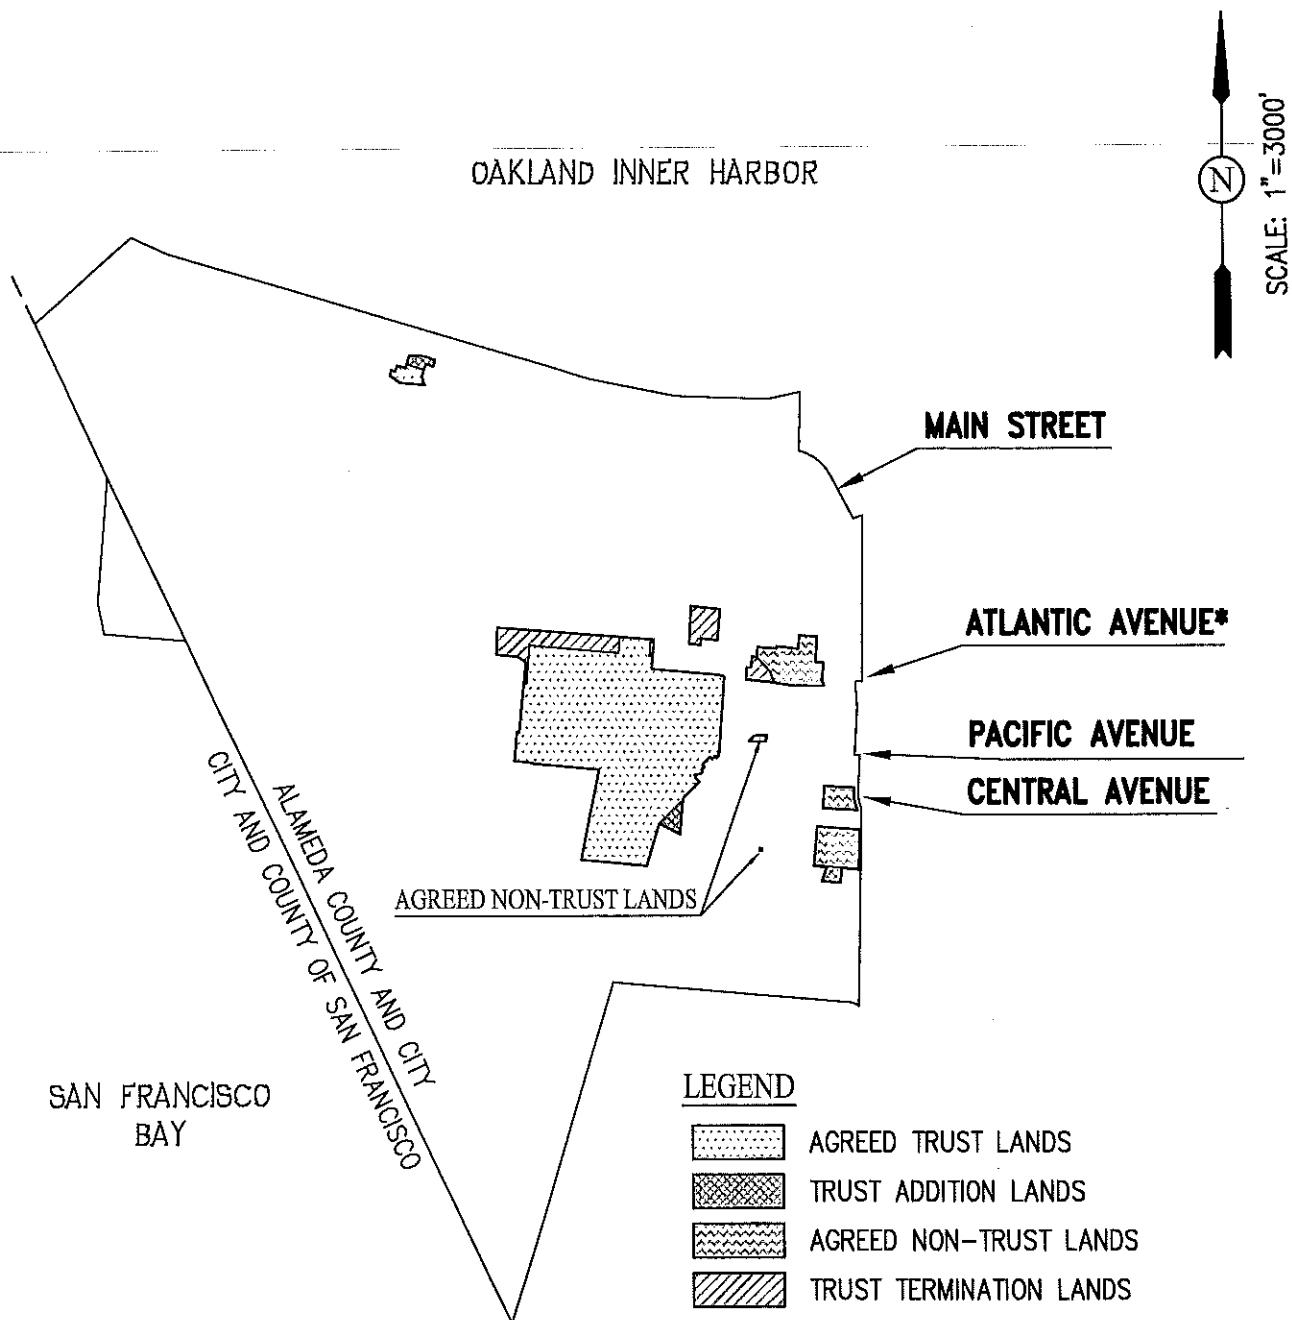 OAKLAND INNER HARBOR
N
SCALE: 1"=3000'
MAIN STREET
ATLANTIC AVENUE*
PACIFIC AVENUE
CENTRAL AVENUE
AGREED NON-TRUST LANDS
ALAMEDA COUNTY AND CITY
CITY AND COUNTY OF SAN FRANCISCO
SAN FRANCISCO
BAY
LEGEND
AGREED TRUST LANDS
TRUST ADDITION LANDS
AGREED NON-TRUST LANDS
TRUST TERMINATION LANDS